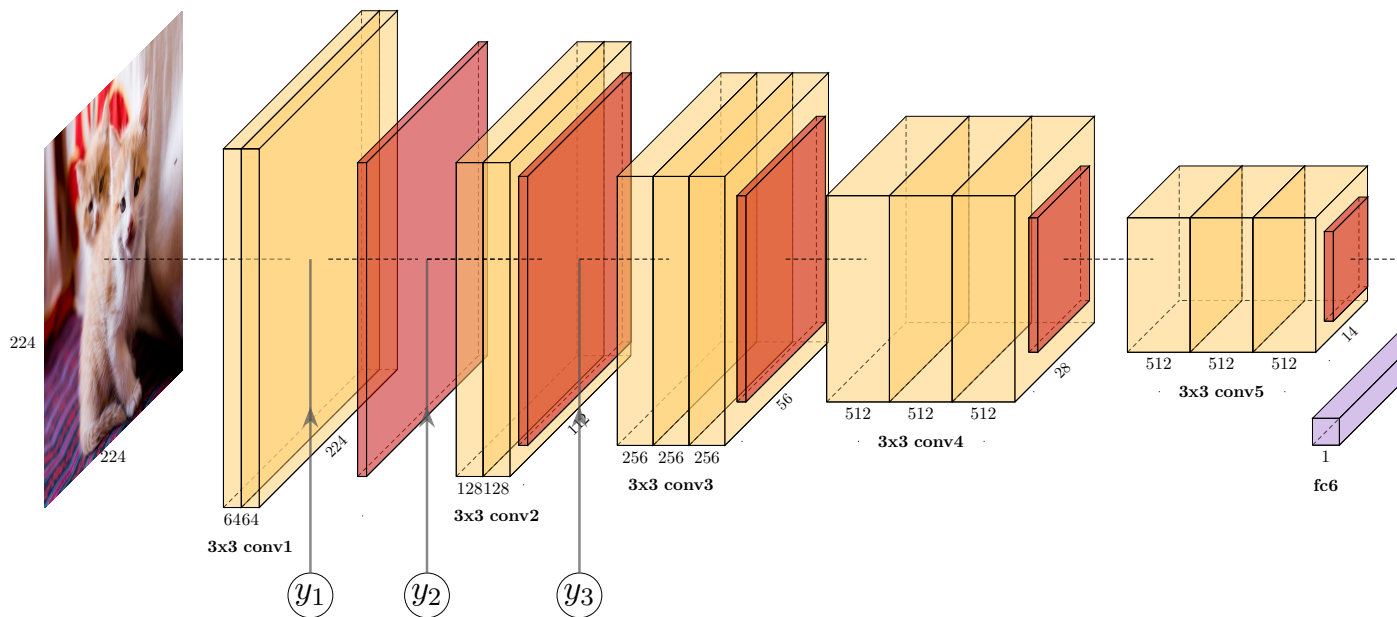 224
224
6464
224
3x3 conv1
128128
112
3x3 conv2
256 256 256
56
3x3 conv3
512 512 512
28
3x3 conv4
512 512 512
14
3x3 conv5
1
fc6
y1
y2
y3